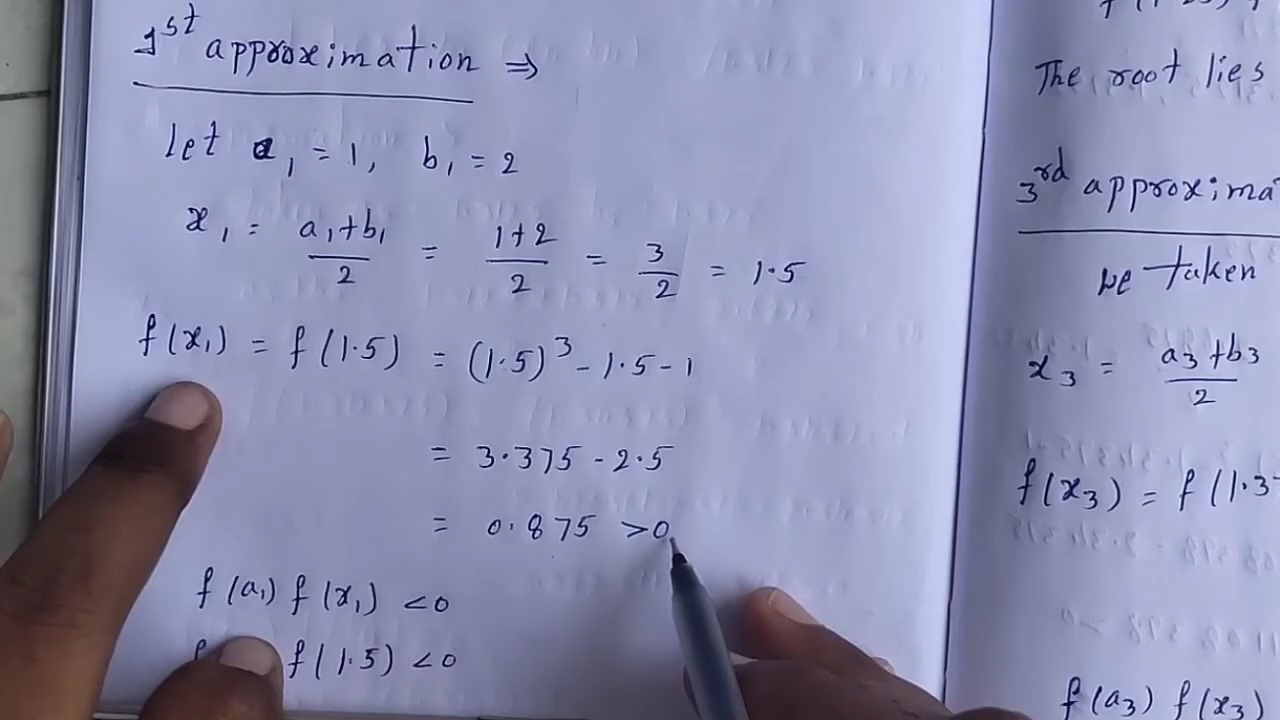 1st approximation ⇒
Let a₁ = 1, b₁ = 2
x₁ = (a₁+b₁)/2 = (1+2)/2 = 3/2 = 1.5
f(x₁) = f(1.5) = (1.5)³ - 1.5 - 1
= 3.375 - 2.5
= 0.875 >0
f(a₁) f(x₁) <0
f(1.5) <0
The root lies
3rd approxima
we taken
x₃ = (a₃+b₃)/2
f(x₃) = f(1.3
f(a₃) f(x₃)